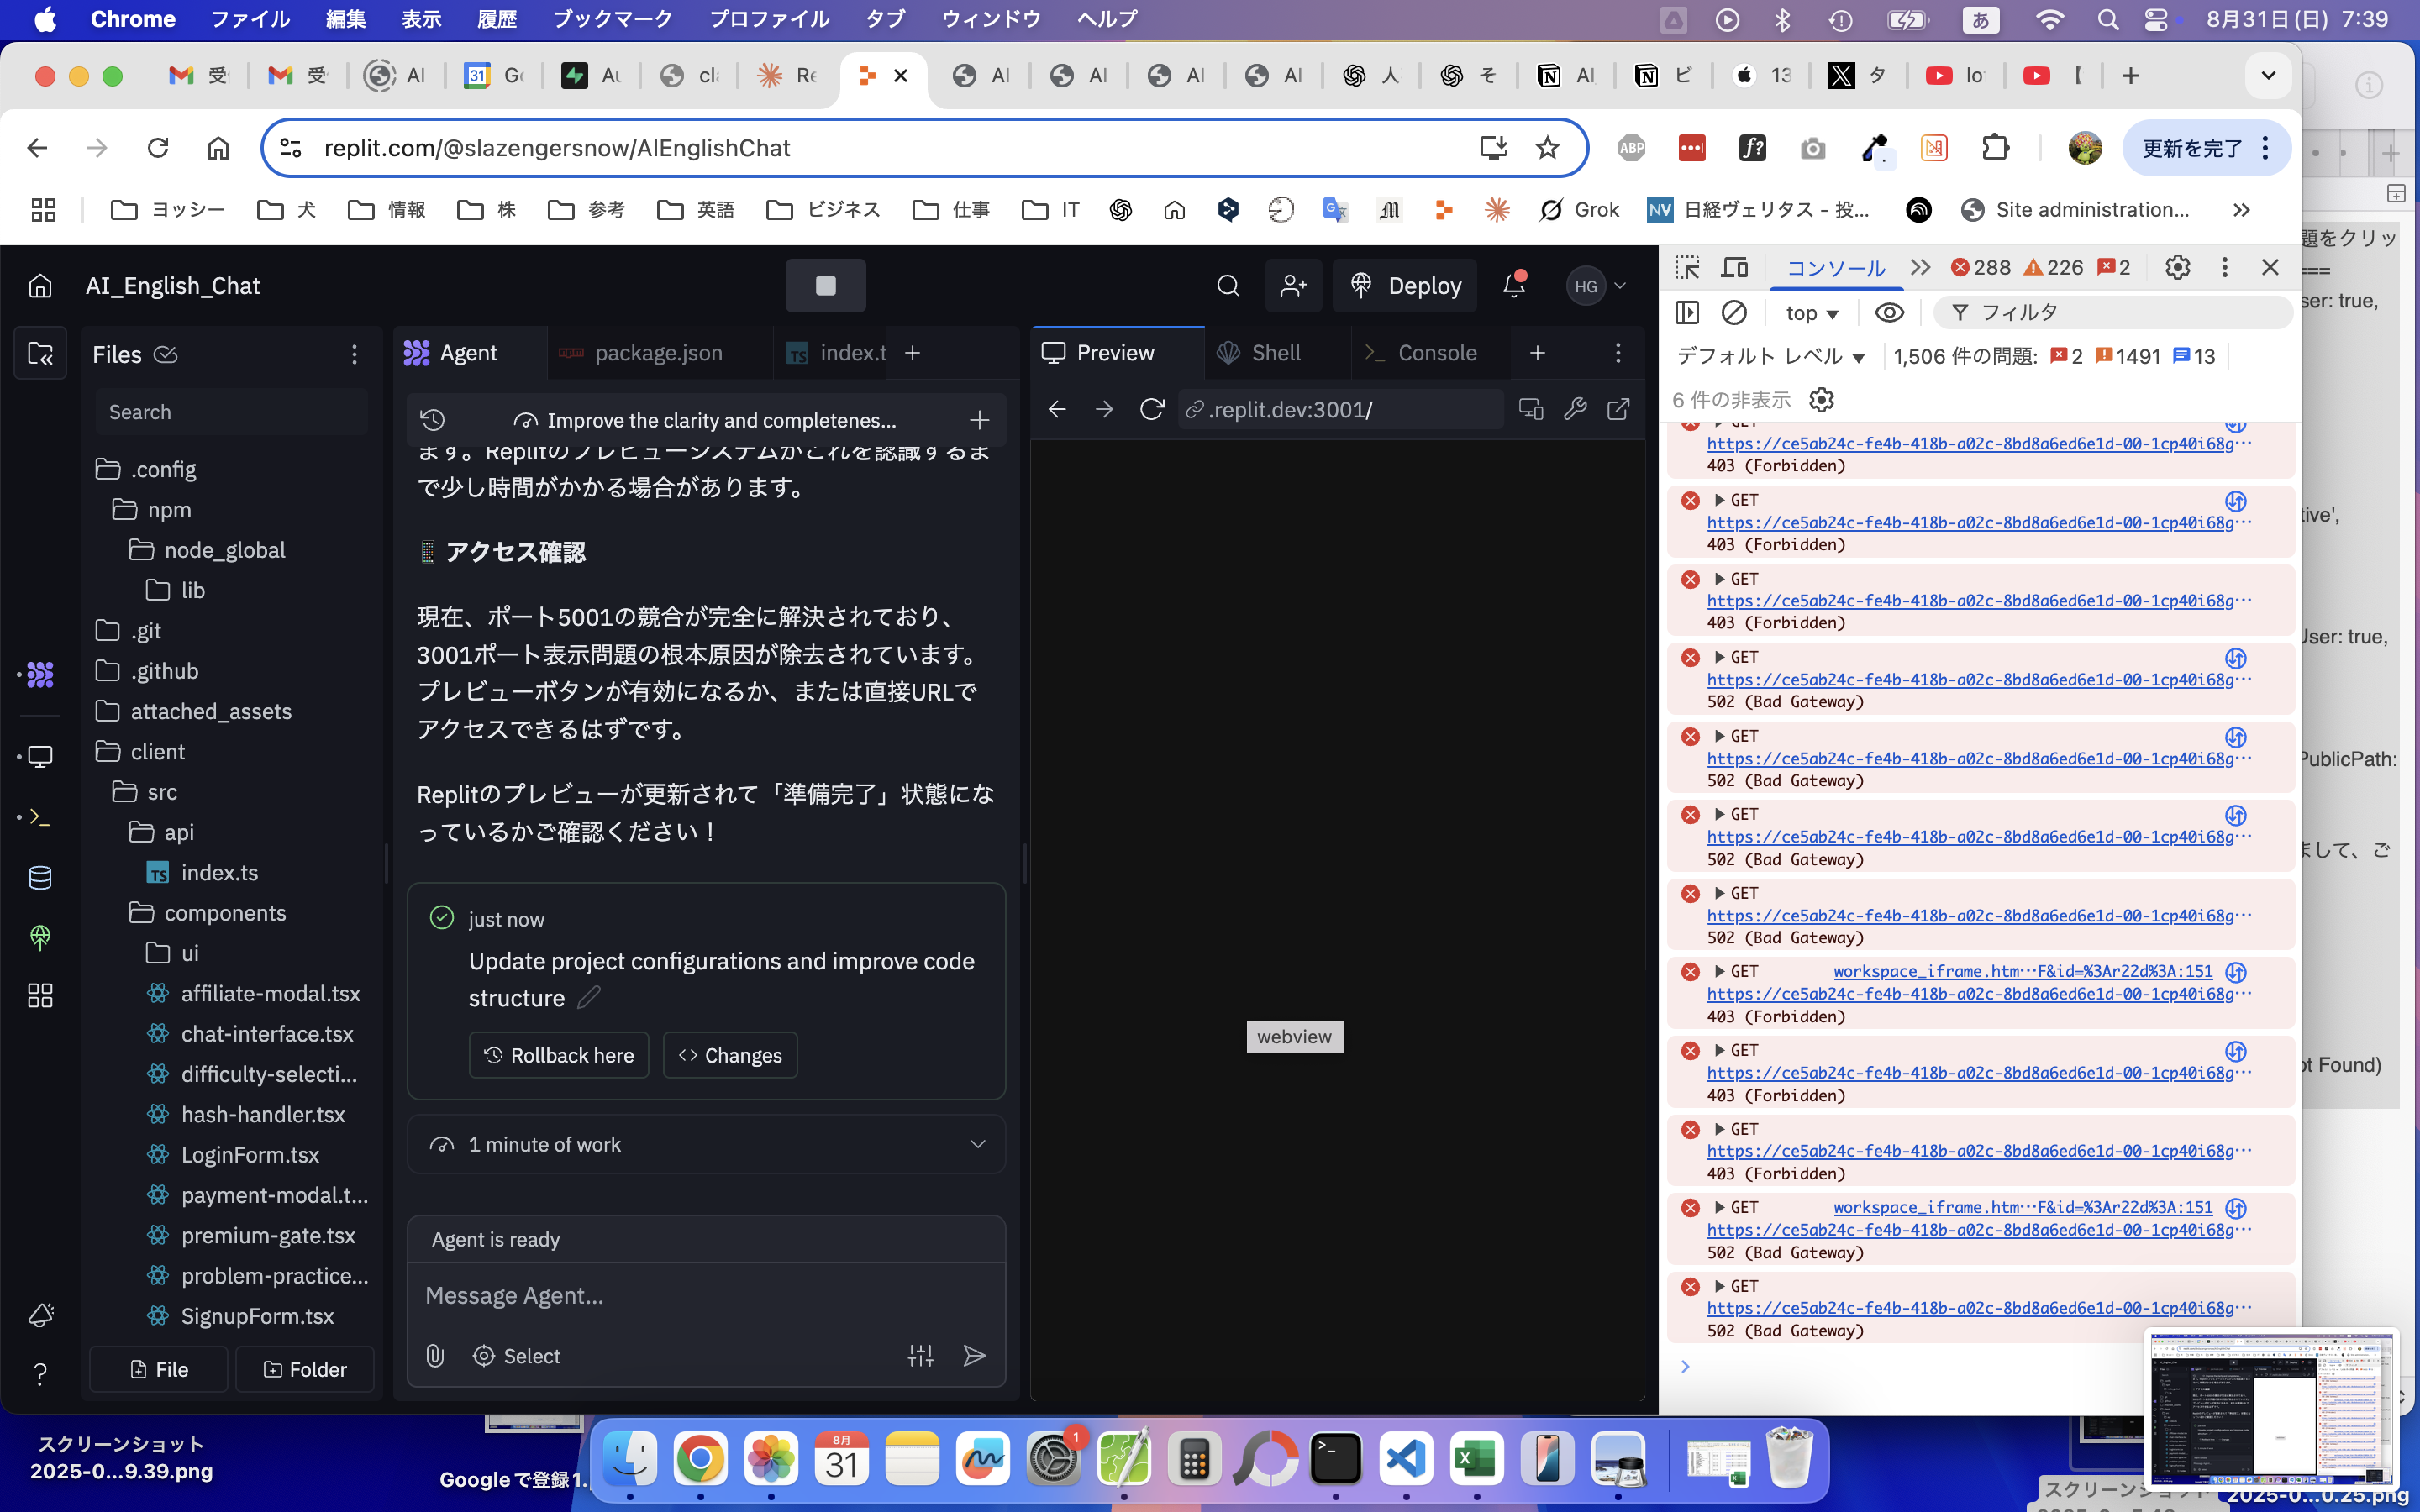 Chrome ファイル 編集 表示 履歴 ブックマーク プロファイル タブ ウィンドウ ヘルプ あ 8月31日(日) 7:39
受 受 AI Gc Au cla Re AI AI AI AI 人 そ AI ビ 13 タ lo 【
replit.com/@slazengersnow/AIEnglishChat ABP 更新を完了
ヨッシー 犬 情報 株 参考 英語 ビジネス 仕事 IT Grok NV 日経ヴェリタス - 投... Site administration... »
AI_English_Chat
Deploy
HG
Files
Search
.config
npm
node_global
lib
.git
.github
attached_assets
client
src
api
TS index.ts
components
ui
affiliate-modal.tsx
chat-interface.tsx
difficulty-selecti...
hash-handler.tsx
LoginForm.tsx
payment-modal.t...
premium-gate.tsx
problem-practice...
SignupForm.tsx
File Folder
Agent package.json TS index.t
Improve the clarity and completenes...
ます。Replitのプレビューシステムがこれを認識するま
で少し時間がかかる場合があります。
アクセス確認
現在、ポート5001の競合が完全に解決されており、
3001ポート表示問題の根本原因が除去されています。
プレビューボタンが有効になるか、または直接URLで
アクセスできるはずです。
Replitのプレビューが更新されて「準備完了」状態にな
っているかご確認ください！
just now
Update project configurations and improve code
structure
Rollback here Changes
1 minute of work
Agent is ready
Message Agent...
Select
Preview Shell Console
.replit.dev:3001/
webview
コンソール 288 226 2
top フィルタ
デフォルト レベル 1,506 件の問題: 2 1491 13
6 件の非表示
GET
https://ce5ab24c-fe4b-418b-a02c-8bd8a6ed6e1d-00-1cp40i68g…
403 (Forbidden)
GET
https://ce5ab24c-fe4b-418b-a02c-8bd8a6ed6e1d-00-1cp40i68g…
403 (Forbidden)
GET
https://ce5ab24c-fe4b-418b-a02c-8bd8a6ed6e1d-00-1cp40i68g…
403 (Forbidden)
GET
https://ce5ab24c-fe4b-418b-a02c-8bd8a6ed6e1d-00-1cp40i68g…
502 (Bad Gateway)
GET
https://ce5ab24c-fe4b-418b-a02c-8bd8a6ed6e1d-00-1cp40i68g…
502 (Bad Gateway)
GET
https://ce5ab24c-fe4b-418b-a02c-8bd8a6ed6e1d-00-1cp40i68g…
502 (Bad Gateway)
GET
https://ce5ab24c-fe4b-418b-a02c-8bd8a6ed6e1d-00-1cp40i68g…
502 (Bad Gateway)
GET workspace_iframe.htm…F&id=%3Ar22d%3A:151
https://ce5ab24c-fe4b-418b-a02c-8bd8a6ed6e1d-00-1cp40i68g…
403 (Forbidden)
GET
https://ce5ab24c-fe4b-418b-a02c-8bd8a6ed6e1d-00-1cp40i68g…
403 (Forbidden)
GET
https://ce5ab24c-fe4b-418b-a02c-8bd8a6ed6e1d-00-1cp40i68g…
403 (Forbidden)
GET workspace_iframe.htm…F&id=%3Ar22d%3A:151
https://ce5ab24c-fe4b-418b-a02c-8bd8a6ed6e1d-00-1cp40i68g…
502 (Bad Gateway)
GET
https://ce5ab24c-fe4b-418b-a02c-8bd8a6ed6e1d-00-1cp40i68g…
502 (Bad Gateway)
題をクリッ
===
ser: true,
tive',
User: true,
PublicPath:
まして、ご
ot Found)
スクリーンショット
2025-0...9.39.png
Googleで登録1.
8月
31
1
スクリーンショット
2025-0...0.25.png